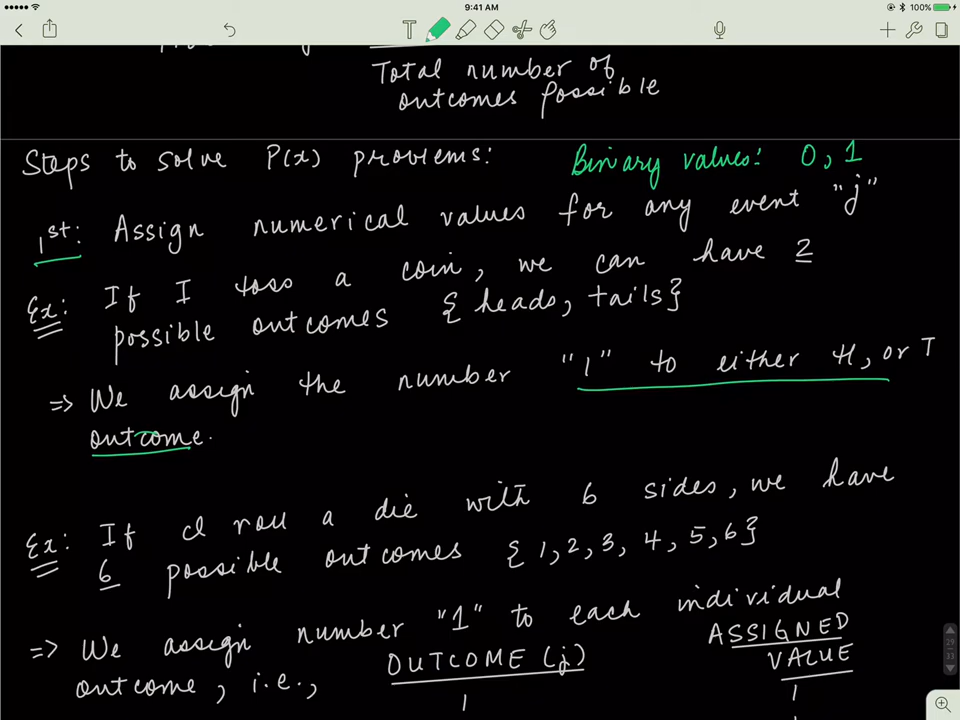 9:41 AM
100%
T
Total number of
outcomes possible
Steps to solve P(x) problems:
Binary values: 0, 1
1st: Assign numerical values for any event "j"
Ex: If I toss a coin, we can have 2
possible outcomes { heads, tails}
=> We assign the number "1" to either H, or T
outcome.
Ex: If I roll a die with 6 sides, we have
6 possible outcomes { 1, 2, 3, 4, 5, 6 }
=> We assign number "1" to each individual
outcome, i.e.,
OUTCOME (j)
ASSIGNED
VALUE
1
1
29
33